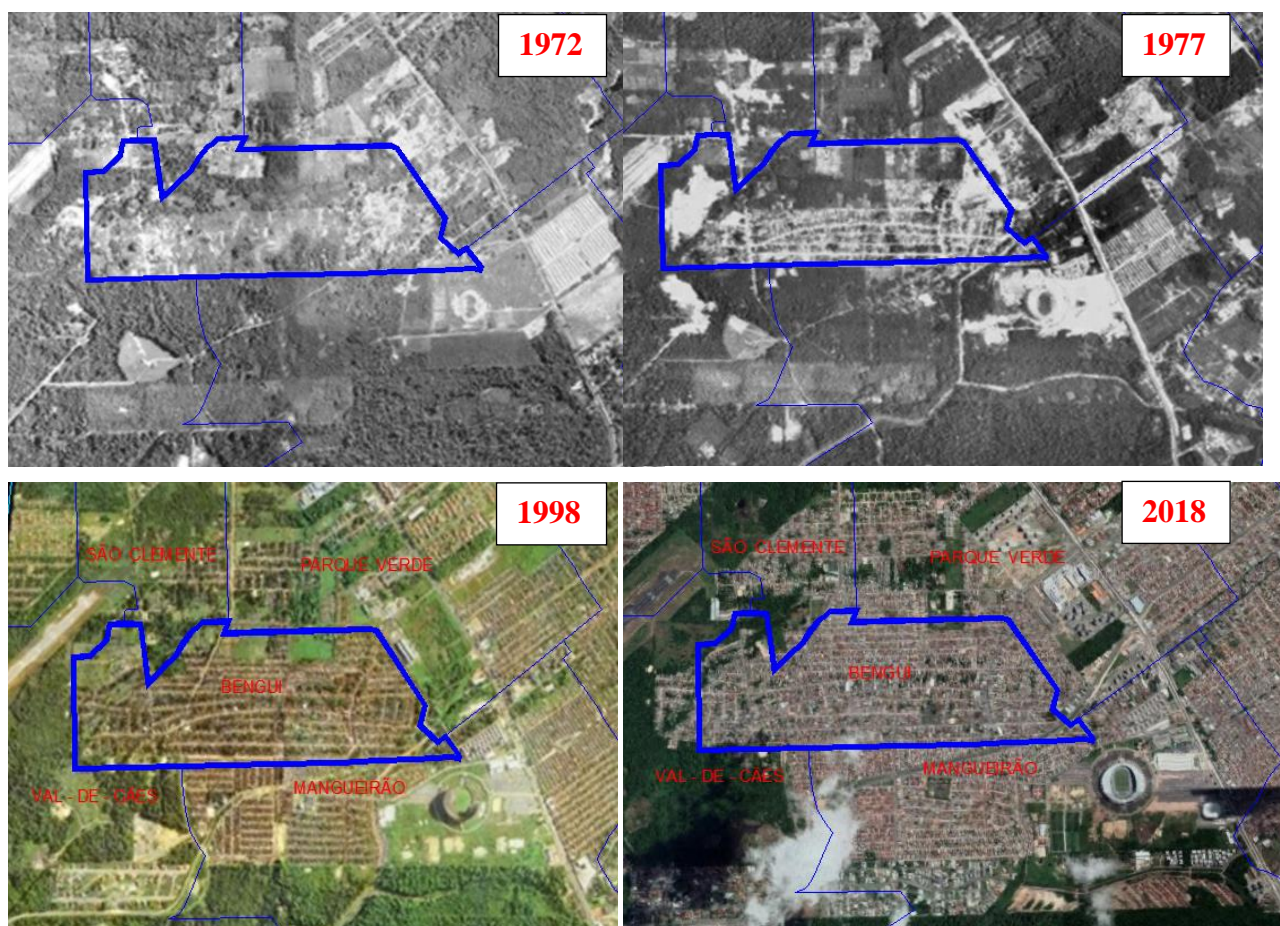 1972
1977
1998
SÃO CLEMENTE
PARQUE VERDE
BENGUI
MANGUEIRÃO
VAL - DE - CÃES
2018
SÃO CLEMENTE
PARQUE VERDE
BENGUI
MANGUEIRÃO
VAL - DE - CÃES